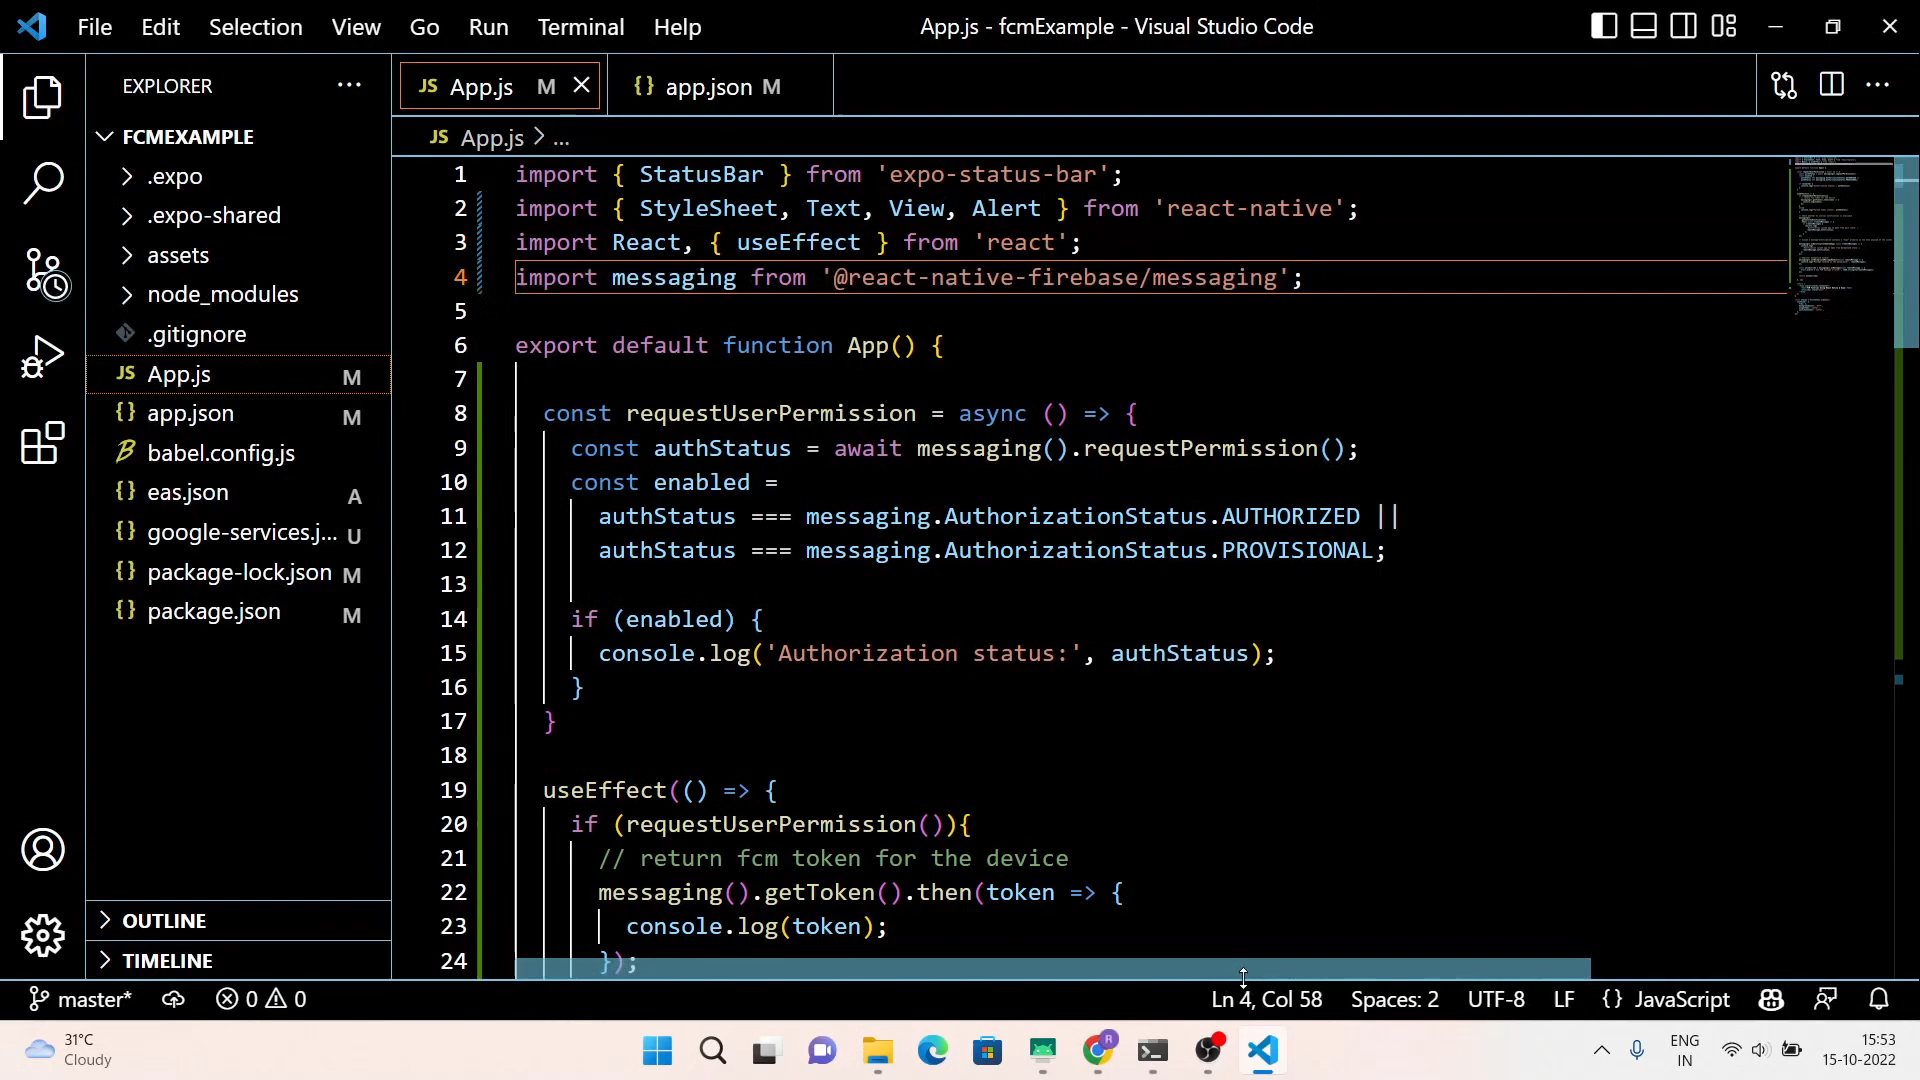 File Edit Selection View Go Run Terminal Help
App.js - fcmExample - Visual Studio Code
EXPLORER
FCMEXAMPLE
.expo
.expo-shared
assets
node_modules
.gitignore
JS App.js M
{} app.json M
babel.config.js
{} eas.json A
{} google-services.j... U
{} package-lock.json M
{} package.json M
OUTLINE
TIMELINE
JS App.js M
{} app.json M
JS App.js > ...
1 import { StatusBar } from 'expo-status-bar';
2 import { StyleSheet, Text, View, Alert } from 'react-native';
3 import React, { useEffect } from 'react';
4 import messaging from '@react-native-firebase/messaging';
5
6 export default function App() {
7
8 const requestUserPermission = async () => {
9 const authStatus = await messaging().requestPermission();
10 const enabled =
11 authStatus === messaging.AuthorizationStatus.AUTHORIZED ||
12 authStatus === messaging.AuthorizationStatus.PROVISIONAL;
13
14 if (enabled) {
15 console.log('Authorization status:', authStatus);
16 }
17 }
18
19 useEffect(() => {
20 if (requestUserPermission()){
21 // return fcm token for the device
22 messaging().getToken().then(token => {
23 console.log(token);
24 });
master* 0 0
Ln 4, Col 58 Spaces: 2 UTF-8 LF {} JavaScript
31°C
Cloudy
R
ENG
IN
15:53
15-10-2022